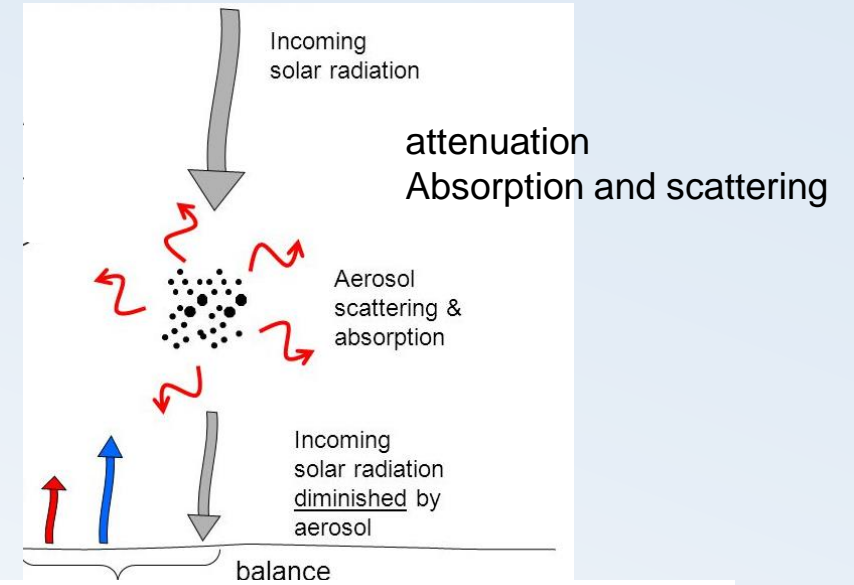 Incoming
solar radiation
attenuation
Absorption and scattering
Aerosol
scattering &
absorption
Incoming
solar radiation
diminished by
aerosol
balance